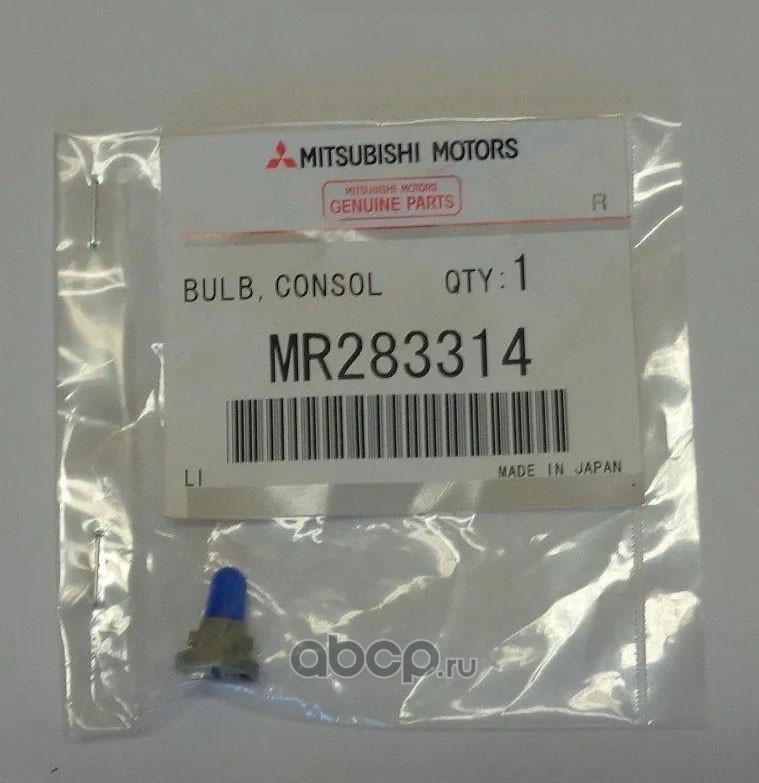 MITSUBISHI MOTORS
MITSUBISHI MOTORS
GENUINE PARTS
R
BULB, CONSOL QTY: 1
MR283314
LI MADE IN JAPAN
abcp.ru